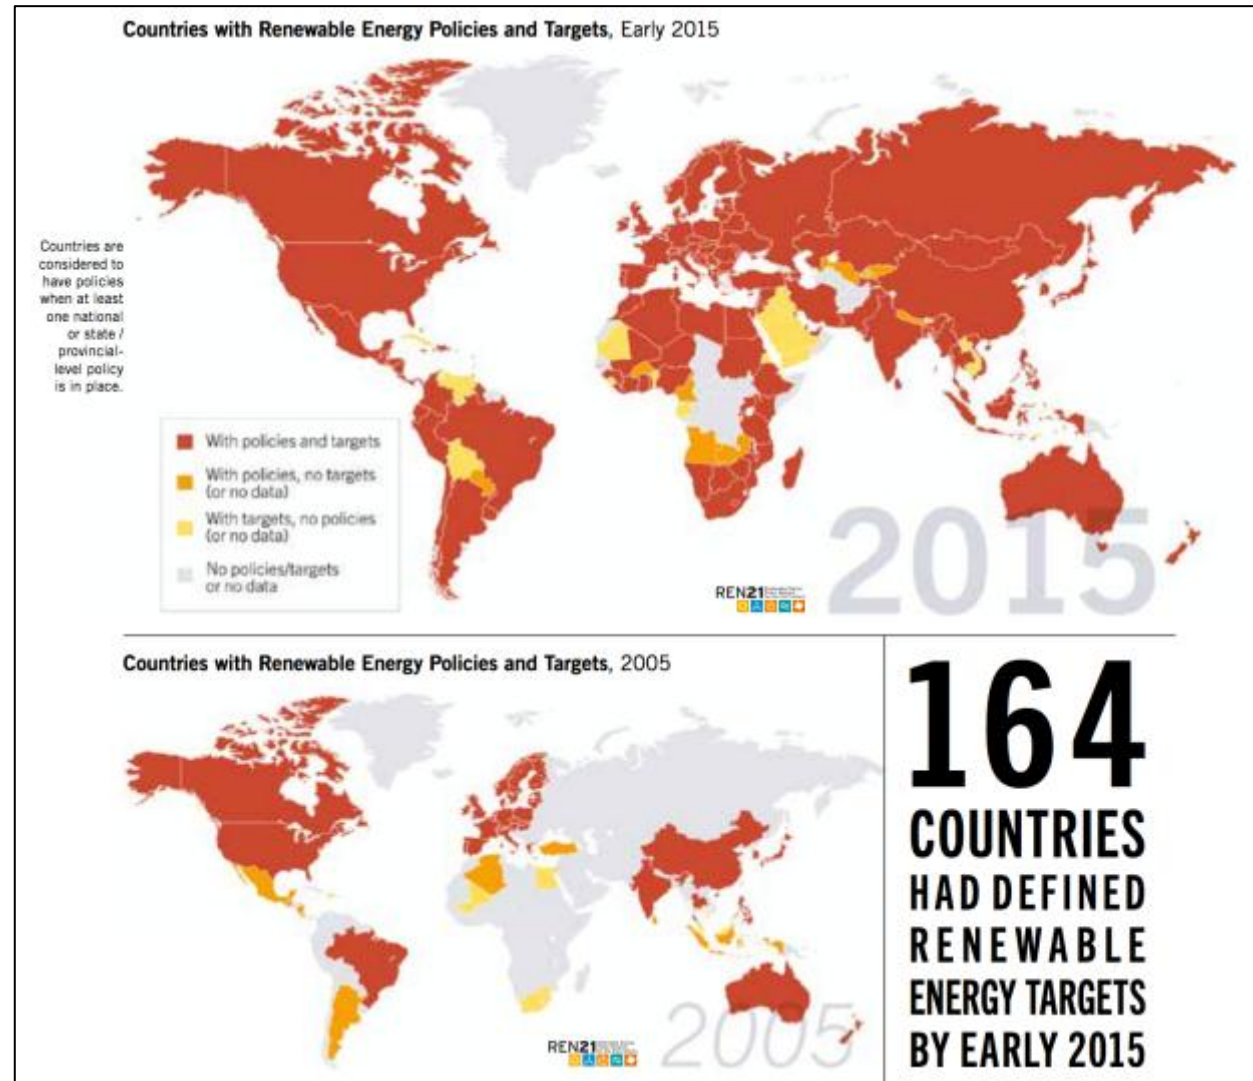 Countries with Renewable Energy Policies and Targets, Early 2015
Countries are
considered to
have policies
when at least
one national
or state /
provincial-
level policy
is in place.
With policies and targets
With policies, no targets
(or no data)
With targets, no policies
(or no data)
No policies/targets
or no data
2015
REN21
Countries with Renewable Energy Policies and Targets, 2005
REN21
2005
164
COUNTRIES
HAD DEFINED
RENEWABLE
ENERGY TARGETS
BY EARLY 2015